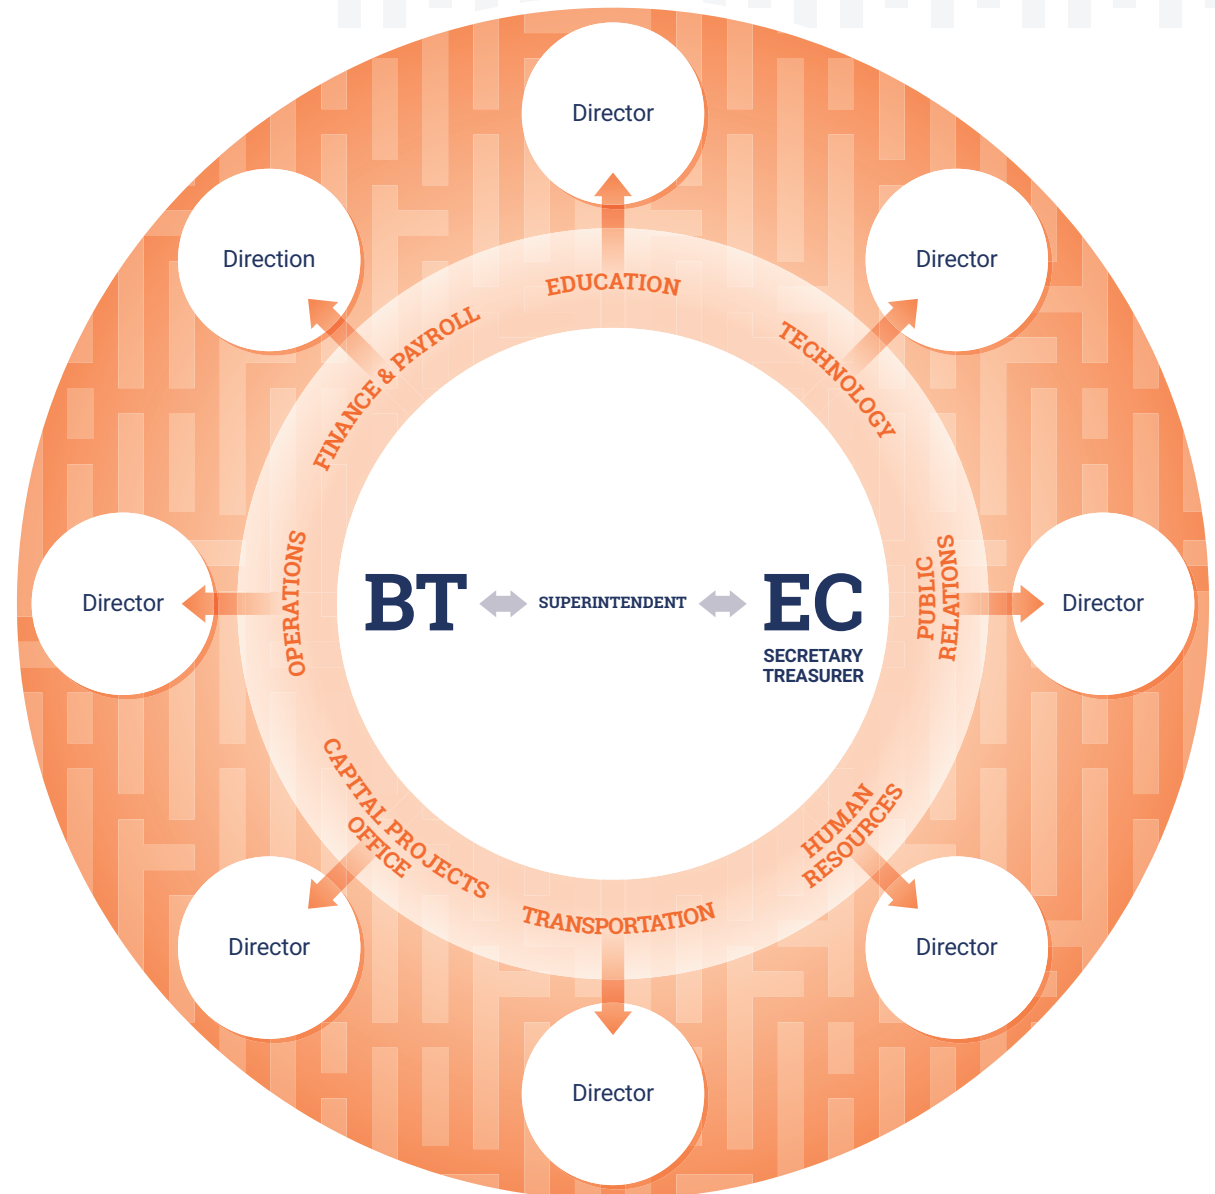 Director
Direction
Director
EDUCATION
FINANCE & PAYROLL
TECHNOLOGY
OPERATIONS
PUBLIC
RELATIONS
Director
BT
SUPERINTENDENT
EC
SECRETARY
TREASURER
Director
CAPITAL PROJECTS
OFFICE
HUMAN
RESOURCES
TRANSPORTATION
Director
Director
Director